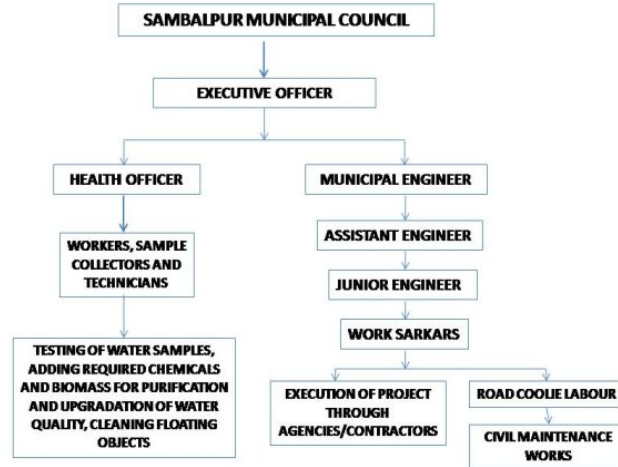 SAMBALPUR MUNICIPAL COUNCIL
EXECUTIVE OFFICER
HEALTH OFFICER
MUNICIPAL ENGINEER
WORKERS, SAMPLE
COLLECTORS AND
TECHNICIANS
ASSISTANT ENGINEER
JUNIOR ENGINEER
WORK SARKARS
TESTING OF WATER SAMPLES,
ADDING REQUIRED CHEMICALS
AND BIOMASS FOR PURIFICATION
AND UPGRADATION OF WATER
QUALITY, CLEANING FLOATING
OBJECTS
EXECUTION OF PROJECT
THROUGH
AGENCIES/CONTRACTORS
ROAD COOLIE LABOUR
CIVIL MAINTENANCE
WORKS